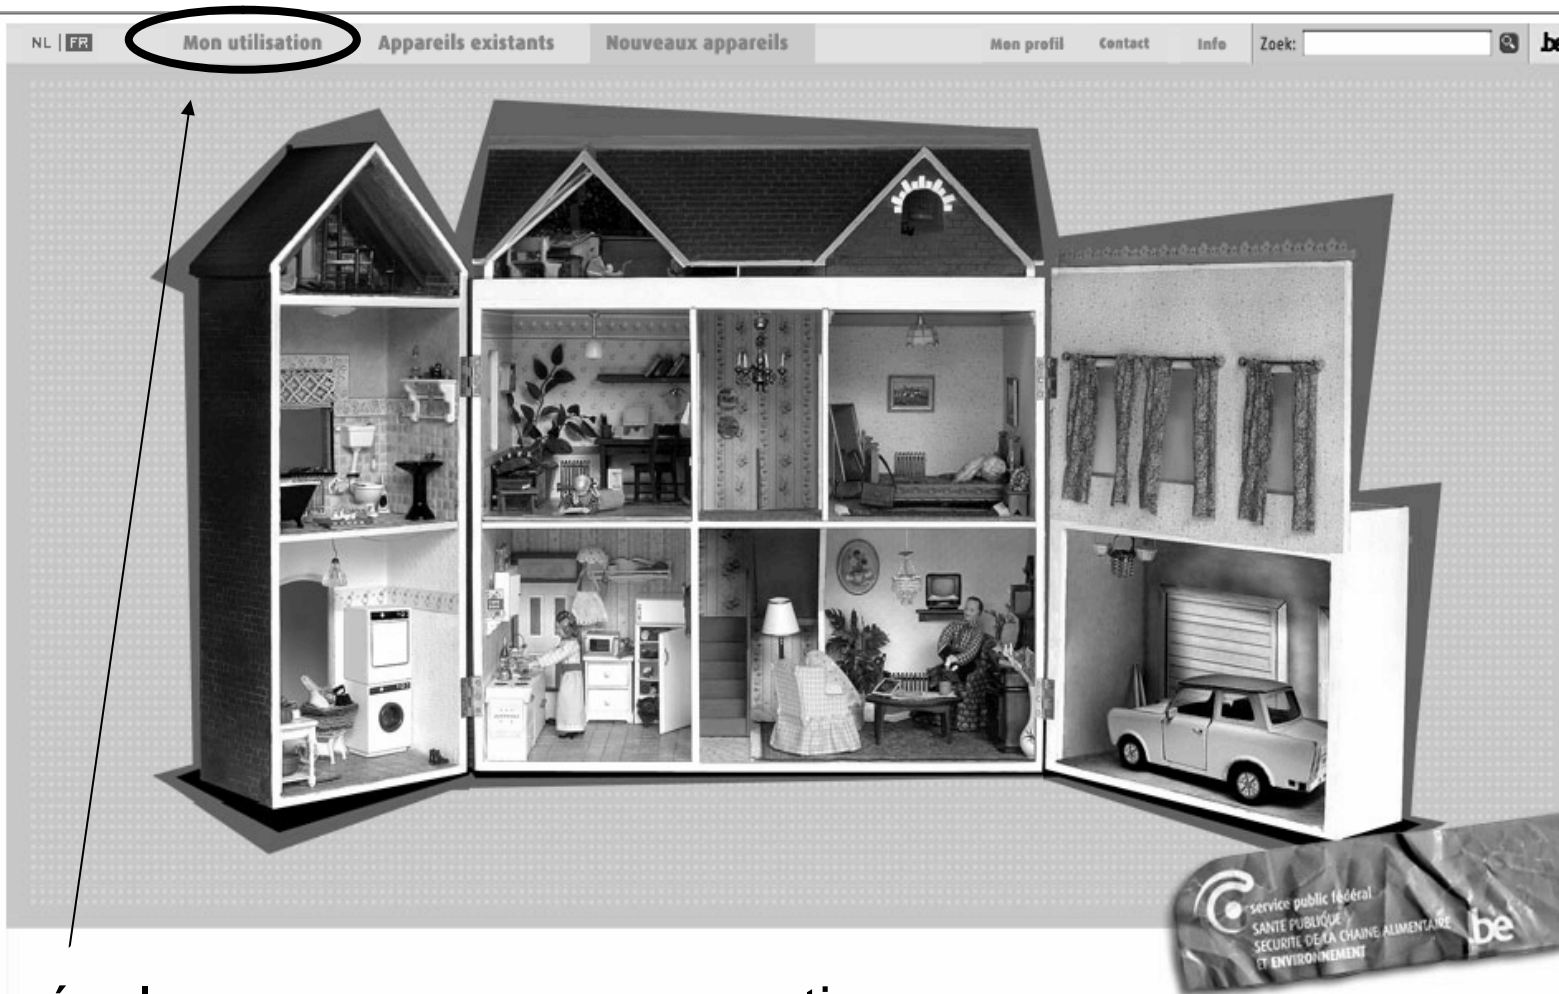 NL | FR Mon utilisation Appareils existants Nouveaux appareils Mon profil Contact Info Zoek: .be
service public fédéral
SANTE PUBLIQUE
SECURITE DE LA CHAINE ALIMENTAIRE
ET ENVIRONNEMENT
.be